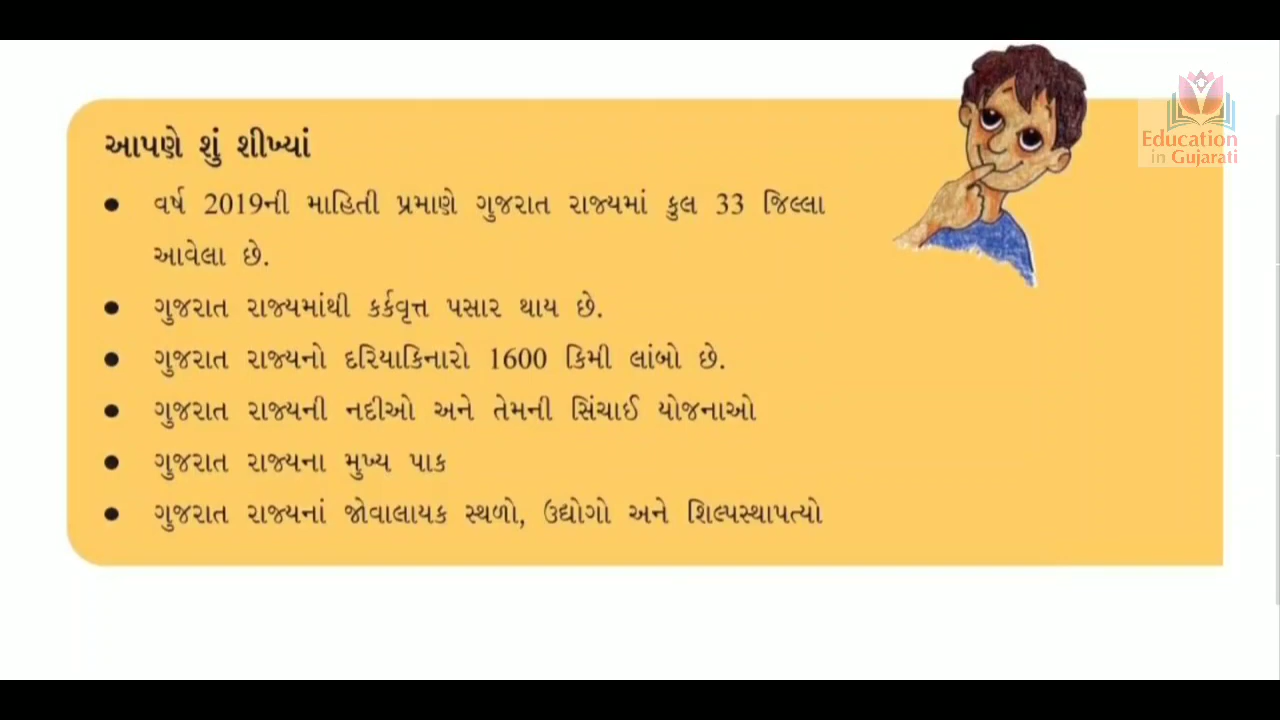 આપણે શું શીખ્યાં
• વર્ષ 2019ની માહિતી પ્રમાણે ગુજરાત રાજ્યમાં કુલ 33 જિલ્લા
આવેલા છે.
• ગુજરાત રાજ્યમાંથી કર્કવૃત્ત પસાર થાય છે.
• ગુજરાત રાજ્યનો દરિયાકિનારો 1600 કિમી લાંબો છે.
• ગુજરાત રાજ્યની નદીઓ અને તેમની સિંચાઈ યોજનાઓ
• ગુજરાત રાજ્યના મુખ્ય પાક
• ગુજરાત રાજ્યનાં જોવાલાયક સ્થળો, ઉદ્યોગો અને શિલ્પસ્થાપત્યો
Education
in Gujarati